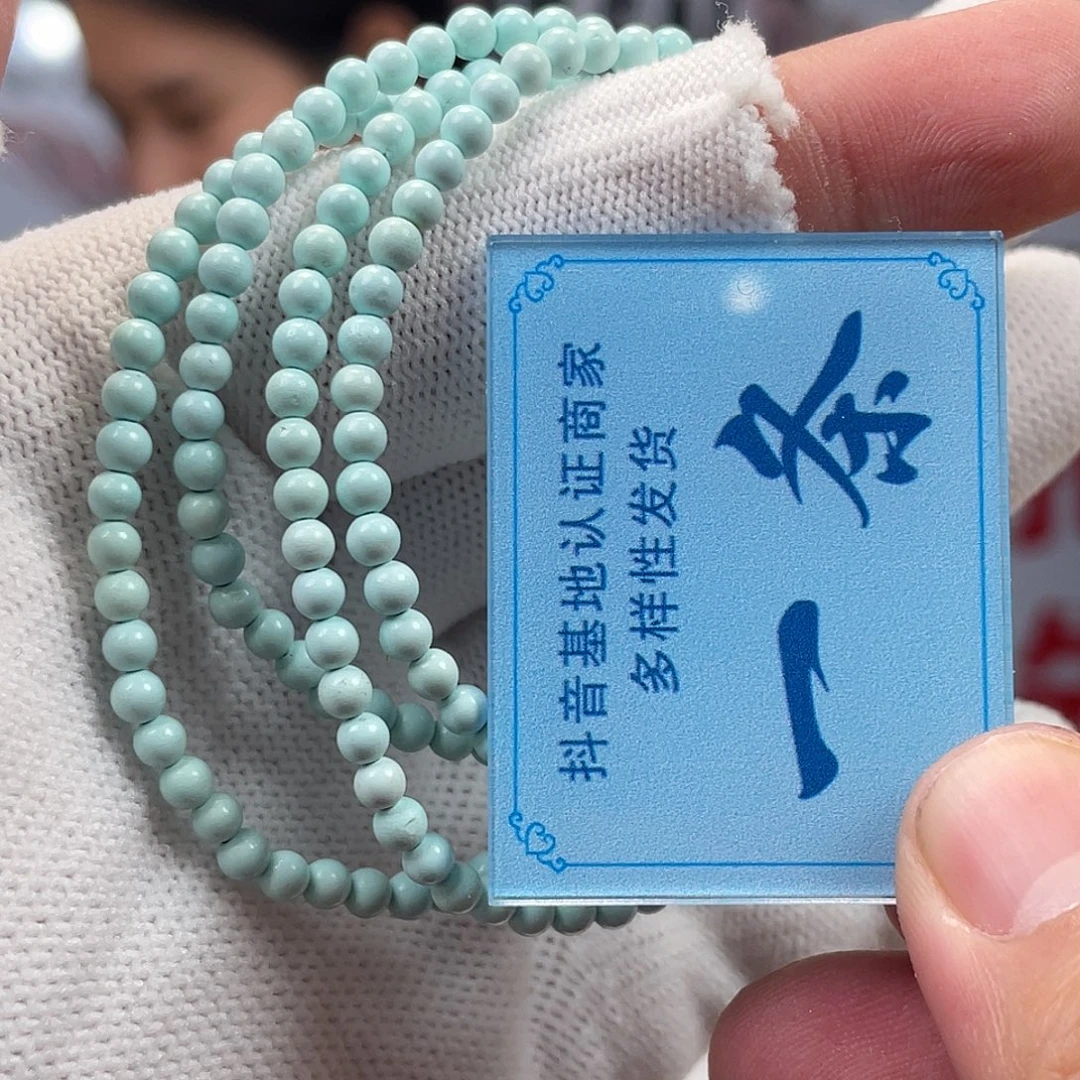 一条
多样性发货
抖音基地认证商家